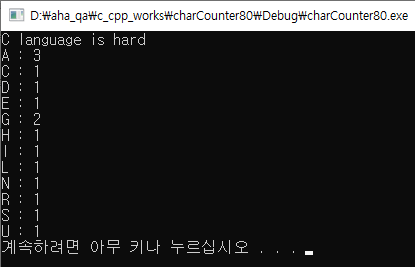 D:₩aha_qa₩c_cpp_works₩charCounter80₩Debug₩charCounter80.exe
C language is hard
A : 3
C : 1
D : 1
E : 1
G : 2
H : 1
I : 1
L : 1
N : 1
R : 1
S : 1
U : 1
계속하려면 아무 키나 누르십시오 . . .